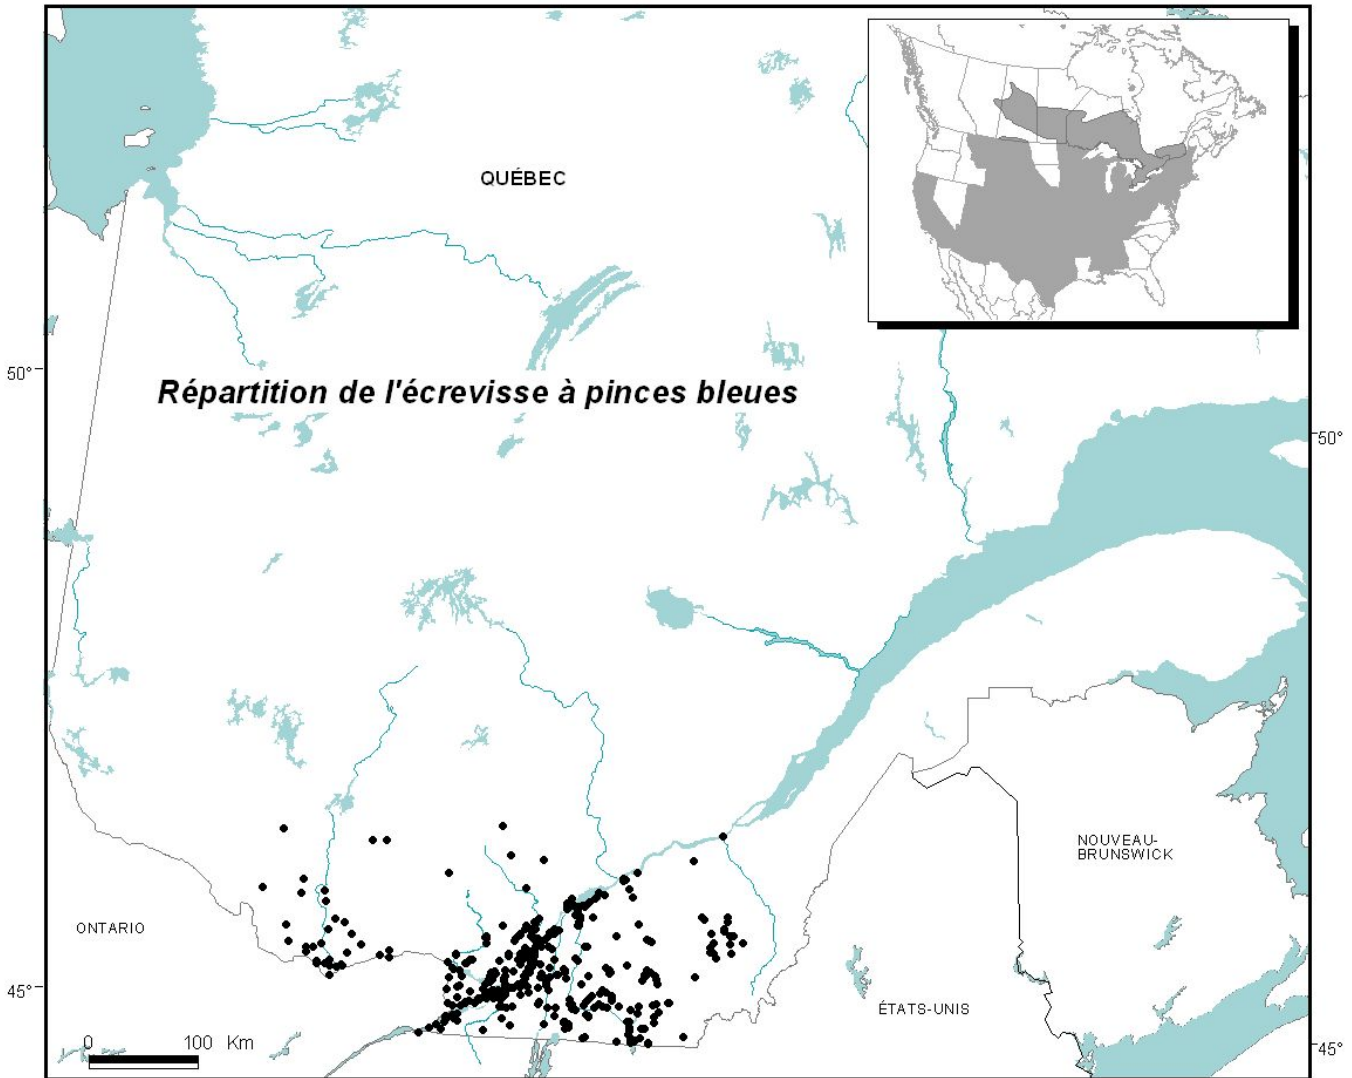 QUÉBEC
50°
Répartition de l'écrevisse à pinces bleues
50°
NOUVEAU-
BRUNSWICK
ONTARIO
45°
ÉTATS-UNIS
0 100 Km
45°